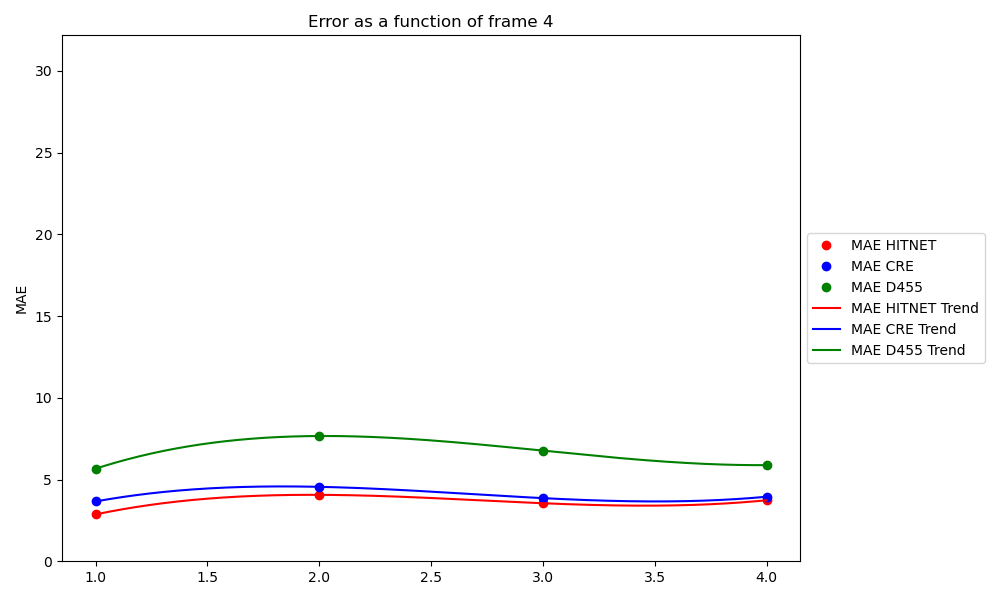 Error as a function of frame 4
MAE
30
25
20
15
10
5
0
1.0
1.5
2.0
2.5
3.0
3.5
4.0
MAE HITNET
MAE CRE
MAE D455
MAE HITNET Trend
MAE CRE Trend
MAE D455 Trend